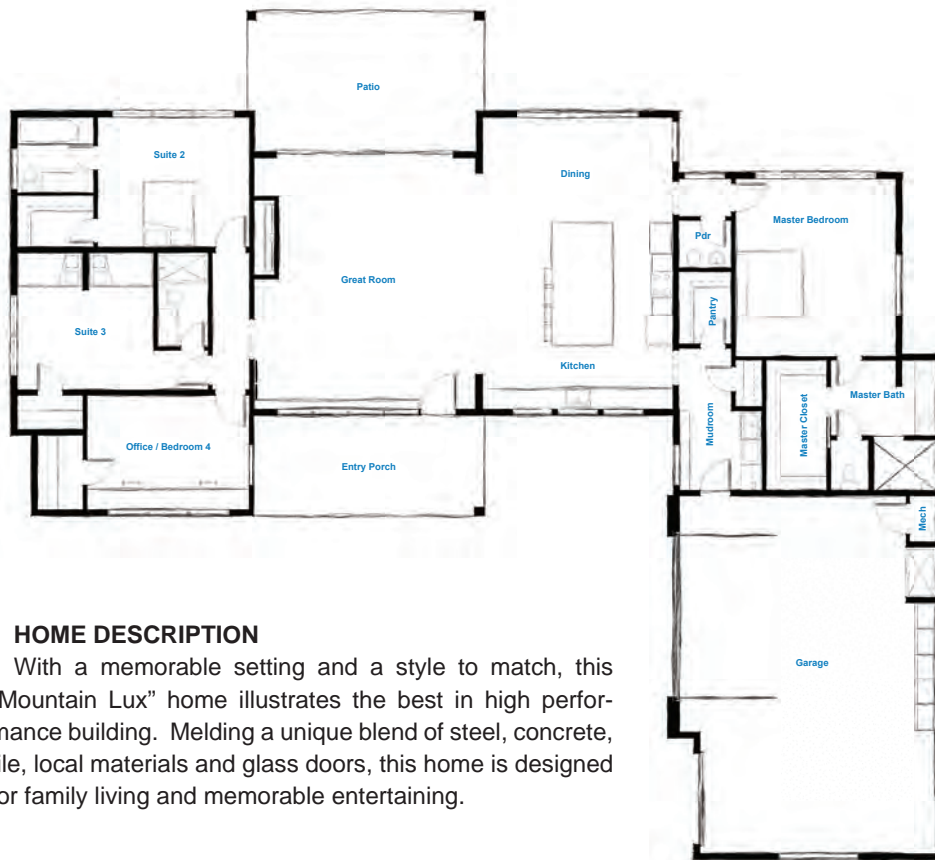 Patio
Suite 2
Dining
Master Bedroom
Pdr
Great Room
Pantry
Suite 3
Kitchen
Master Closet
Master Bath
Mudroom
Office / Bedroom 4
Entry Porch
Mech
Garage
HOME DESCRIPTION
With a memorable setting and a style to match, this
Mountain Lux” home illustrates the best in high perfor-
mance building. Melding a unique blend of steel, concrete,
ile, local materials and glass doors, this home is designed
or family living and memorable entertaining.